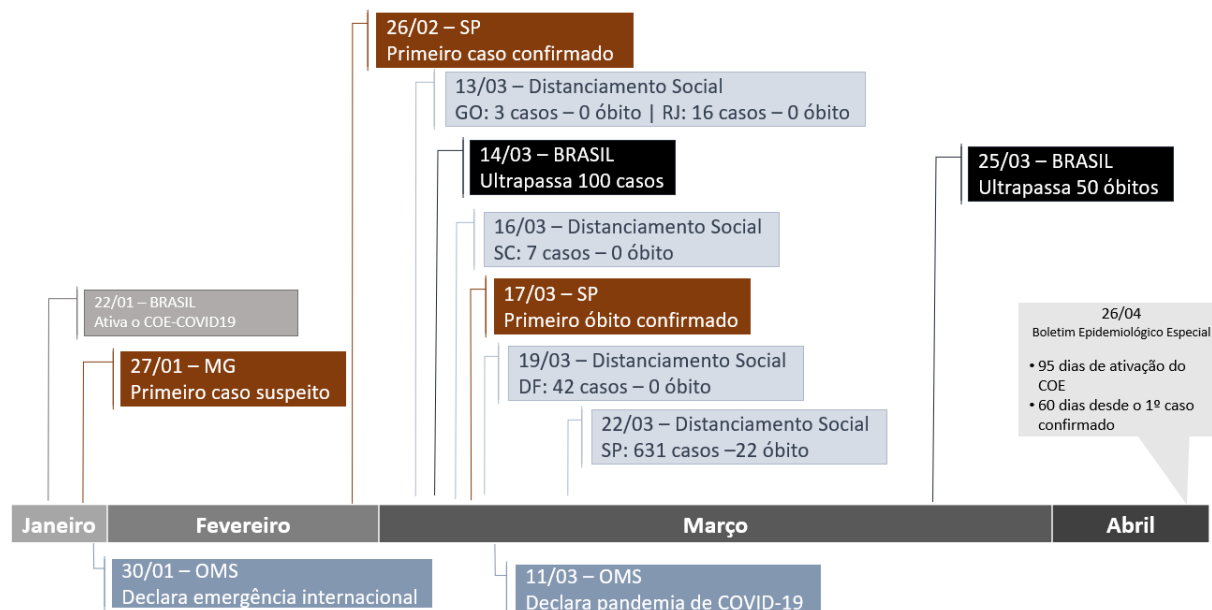 26/02 – SP
Primeiro caso confirmado
13/03 – Distanciamento Social
GO: 3 casos – 0 óbito | RJ: 16 casos – 0 óbito
14/03 – BRASIL
Ultrapassa 100 casos
25/03 – BRASIL
Ultrapassa 50 óbitos
16/03 – Distanciamento Social
SC: 7 casos – 0 óbito
22/01 – BRASIL
Ativa o COE-COVID19
17/03 – SP
Primeiro óbito confirmado
26/04
Boletim Epidemiológico Especial
• 95 dias de ativação do
COE
• 60 dias desde o 1º caso
confirmado
27/01 – MG
Primeiro caso suspeito
19/03 – Distanciamento Social
DF: 42 casos – 0 óbito
22/03 – Distanciamento Social
SP: 631 casos –22 óbito
Janeiro
Fevereiro
Março
Abril
30/01 – OMS
Declara emergência internacional
11/03 – OMS
Declara pandemia de COVID-19